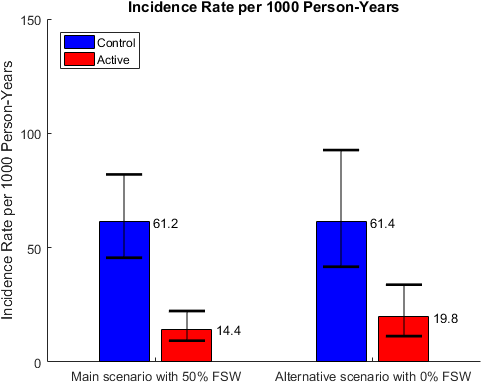 Incidence Rate per 1000 Person-Years
Incidence Rate per 1000 Person-Years
150
100
50
0
Control
Active
61.2
14.4
61.4
19.8
Main scenario with 50% FSW
Alternative scenario with 0% FSW